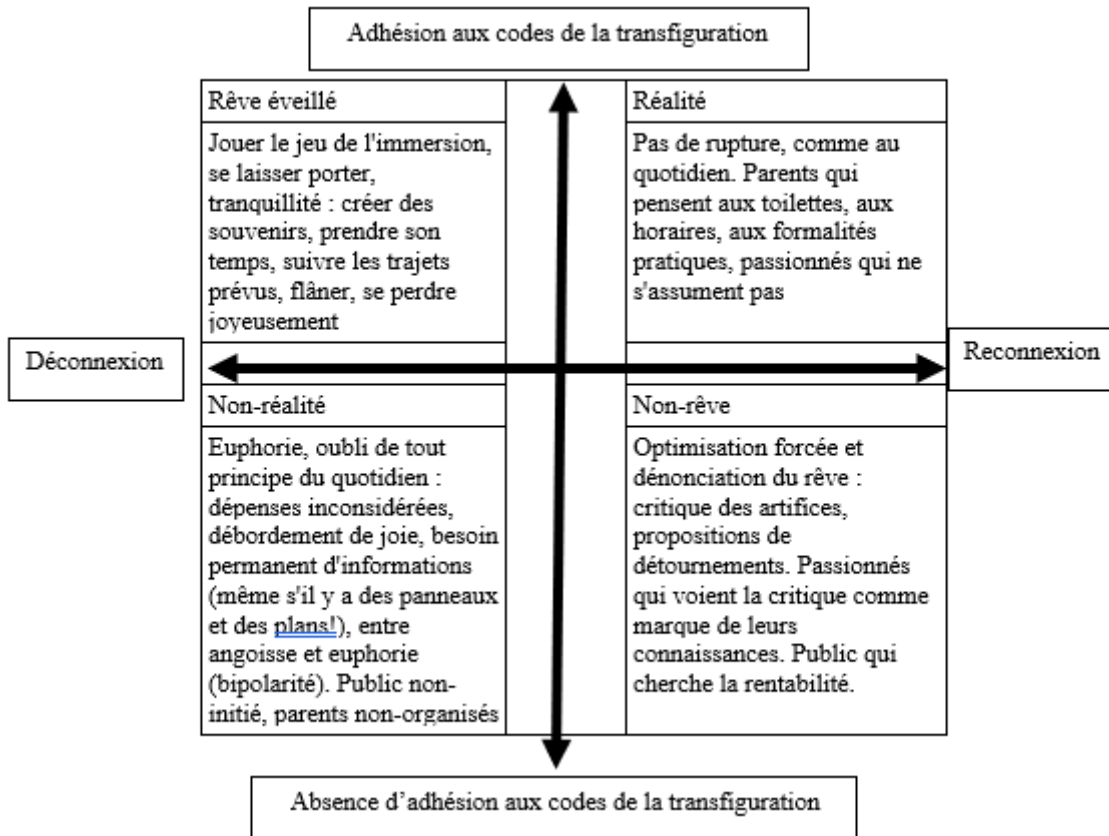 Adhésion aux codes de la transfiguration
Rêve éveillé
Jouer le jeu de l'immersion,
se laisser porter,
tranquillité : créer des
souvenirs, prendre son
temps, suivre les trajets
prévus, flâner, se perdre
joyeusement
Réalité
Pas de rupture, comme au
quotidien. Parents qui
pensent aux toilettes, aux
horaires, aux formalités
pratiques, passionnés qui ne
s'assument pas
Déconnexion
Reconnexion
Non-réalité
Euphorie, oubli de tout
principe du quotidien :
dépenses inconsidérées,
débordement de joie, besoin
permanent d'informations
(même s'il y a des panneaux
et des plans!), entre
angoisse et euphorie
(bipolarité). Public non-
initié, parents non-organisés
Non-rêve
Optimisation forcée et
dénonciation du rêve :
critique des artifices,
propositions de
détournements. Passionnés
qui voient la critique comme
marque de leurs
connaissances. Public qui
cherche la rentabilité.
Absence d’adhésion aux codes de la transfiguration